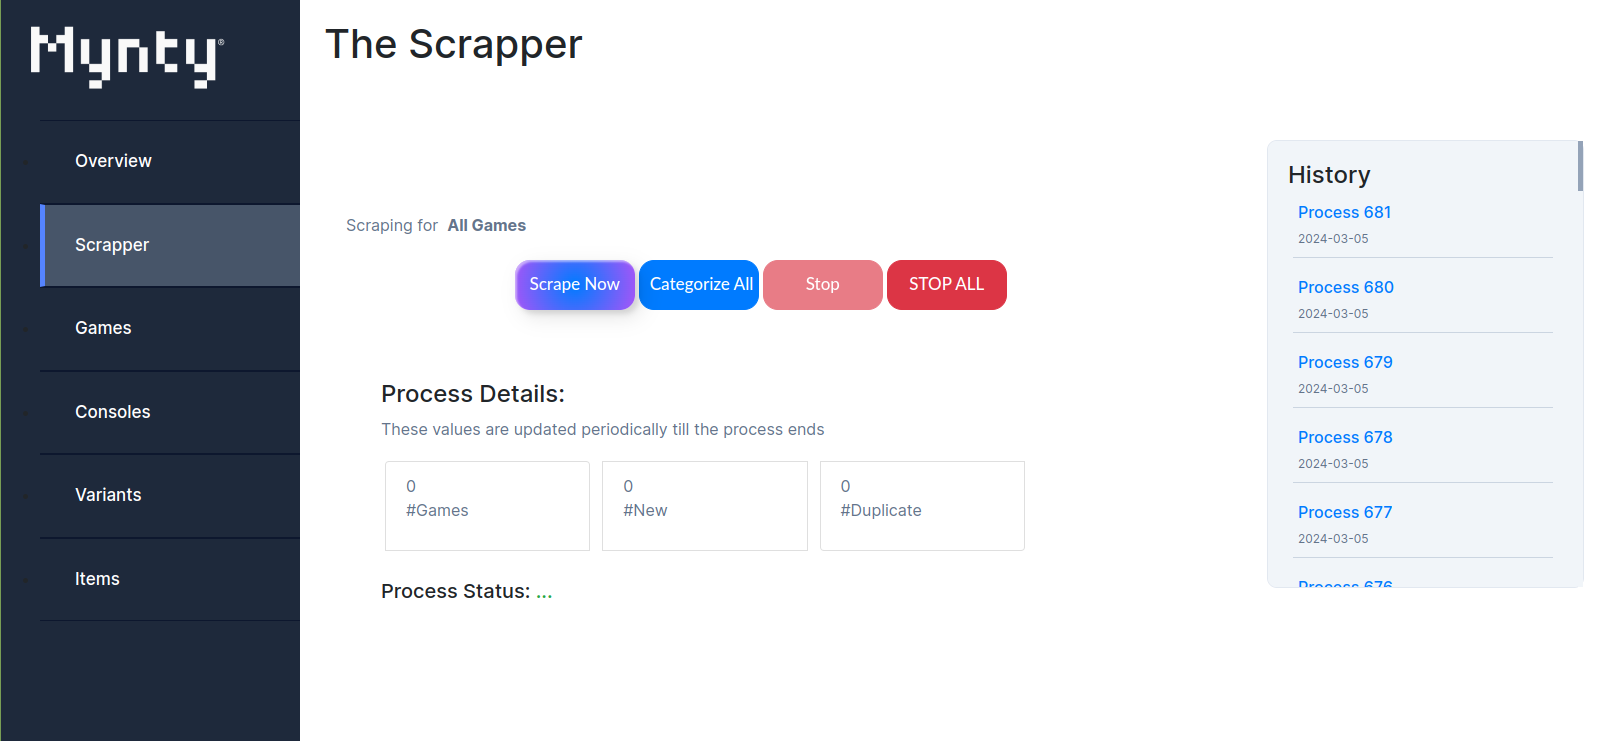 Mynty®
Overview
Scrapper
Games
Consoles
Variants
Items
The Scrapper
Scraping for All Games
Scrape Now
Categorize All
Stop
STOP ALL
Process Details:
These values are updated periodically till the process ends
0
#Games
0
#New
0
#Duplicate
Process Status: ...
History
Process 681
2024-03-05
Process 680
2024-03-05
Process 679
2024-03-05
Process 678
2024-03-05
Process 677
2024-03-05
Process 676